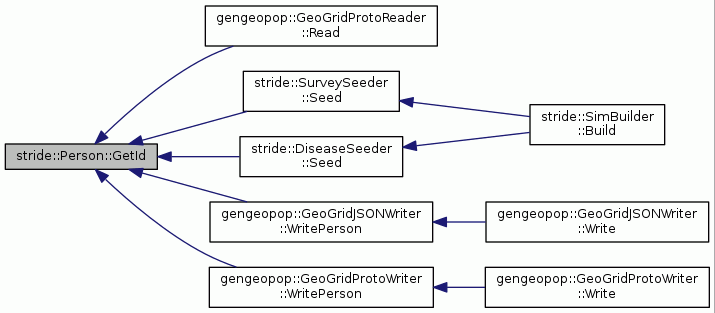 gengeopop::GeoGridProtoReader
::Read
stride::SurveySeeder
::Seed
stride::SimBuilder
::Build
stride::Person::GetId
stride::DiseaseSeeder
::Seed
gengeopop::GeoGridJSONWriter
::WritePerson
gengeopop::GeoGridJSONWriter
::Write
gengeopop::GeoGridProtoWriter
::WritePerson
gengeopop::GeoGridProtoWriter
::Write